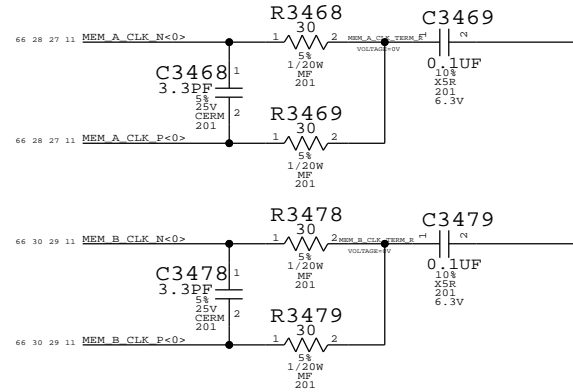 R3468
30
5%
1/20W
MF
201
C3469
0.1UF
10%
X5R
201
6.3V
66 28 27 11 MEM_A_CLK_N<0>
1 2
MEM_A_CLK_TERM_R
VOLTAGE=0V
1 2
C3468
3.3PF
5%
25V
CERM
201
1
2
R3469
30
5%
1/20W
MF
201
66 28 27 11 MEM_A_CLK_P<0>
1 2
R3478
30
5%
1/20W
MF
201
C3479
0.1UF
10%
X5R
201
6.3V
66 30 29 11 MEM_B_CLK_N<0>
1 2
MEM_B_CLK_TERM_R
VOLTAGE=0V
1 2
C3478
3.3PF
5%
25V
CERM
201
1
2
R3479
30
5%
1/20W
MF
201
66 30 29 11 MEM_B_CLK_P<0>
1 2